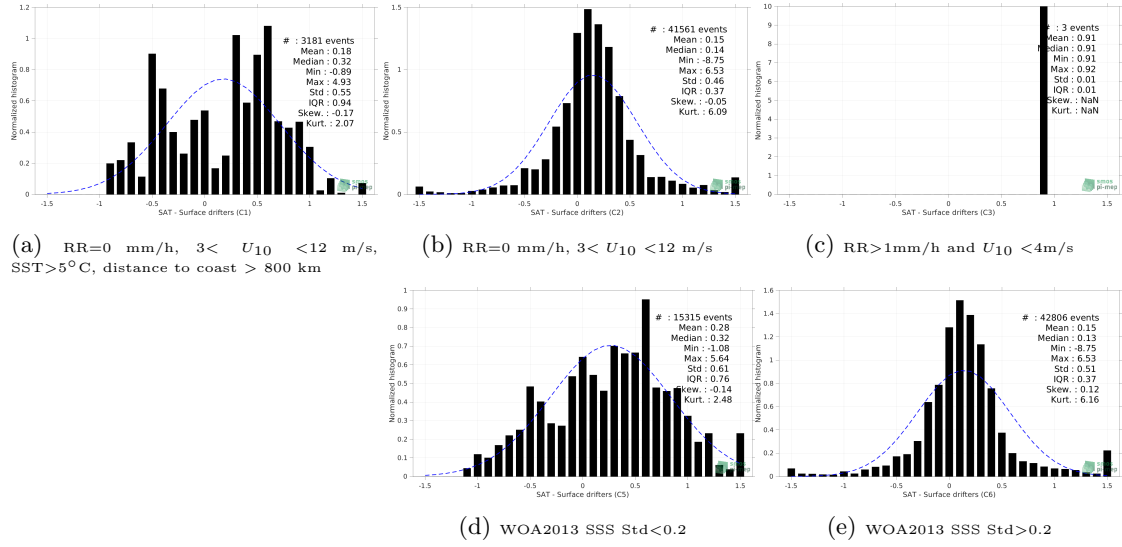 # : 3181 events
Mean : 0.18
Median : 0.32
Min : -0.89
Max : 4.93
Std : 0.55
IQR : 0.94
Skew. : -0.17
Kurt. : 2.07
Normalized histogram
0
0.2
0.4
0.6
0.8
1
1.2
-1.5
-1
-0.5
0
0.5
1
1.5
SAT - Surface drifters (C1)
smos
pi-mep
(a) RR=0 mm/h, 3< U10 <12 m/s,
SST>5°C, distance to coast > 800 km
# : 41561 events
Mean : 0.15
Median : 0.14
Min : -8.75
Max : 6.53
Std : 0.46
IQR : 0.37
Skew. : -0.05
Kurt. : 6.09
Normalized histogram
0
0.5
1
1.5
-1.5
-1
-0.5
0
0.5
1
1.5
SAT - Surface drifters (C2)
smos
pi-mep
(b) RR=0 mm/h, 3< U10 <12 m/s
# : 3 events
Mean : 0.91
Median : 0.91
Min : 0.91
Max : 0.92
Std : 0.01
IQR : 0.01
Skew. : NaN
Kurt. : NaN
Normalized histogram
0
1
2
3
4
5
6
7
8
9
10
-1.5
-1
-0.5
0
0.5
1
1.5
SAT - Surface drifters (C3)
smos
pi-mep
(c) RR>1mm/h and U10 <4m/s
# : 15315 events
Mean : 0.28
Median : 0.32
Min : -1.08
Max : 5.64
Std : 0.61
IQR : 0.76
Skew. : -0.14
Kurt. : 2.48
Normalized histogram
0
0.1
0.2
0.3
0.4
0.5
0.6
0.7
0.8
0.9
1
-1.5
-1
-0.5
0
0.5
1
1.5
SAT - Surface drifters (C5)
smos
pi-mep
(d) WOA2013 SSS Std<0.2
# : 42806 events
Mean : 0.15
Median : 0.13
Min : -8.75
Max : 6.53
Std : 0.51
IQR : 0.37
Skew. : 0.12
Kurt. : 6.16
Normalized histogram
0
0.2
0.4
0.6
0.8
1
1.2
1.4
1.6
-1.5
-1
-0.5
0
0.5
1
1.5
SAT - Surface drifters (C6)
smos
pi-mep
(e) WOA2013 SSS Std>0.2